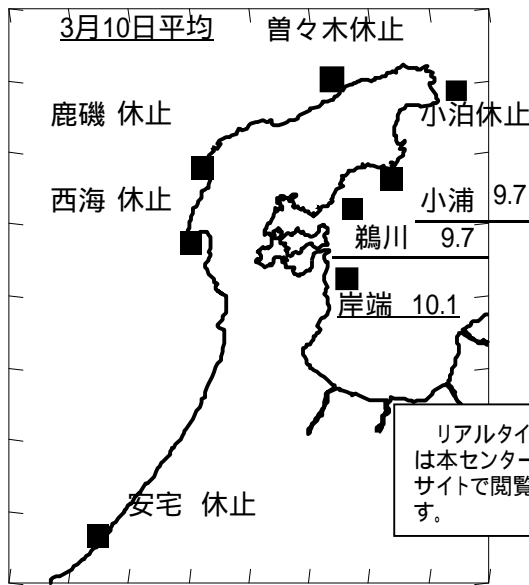 3月10日平均
曽々木休止
鹿磯 休止
小泊休止
西海 休止
小浦 9.7
鵜川 9.7
岸端 10.1
リアルタイ
は本センター
サイトで閲覧
す。
安宅 休止